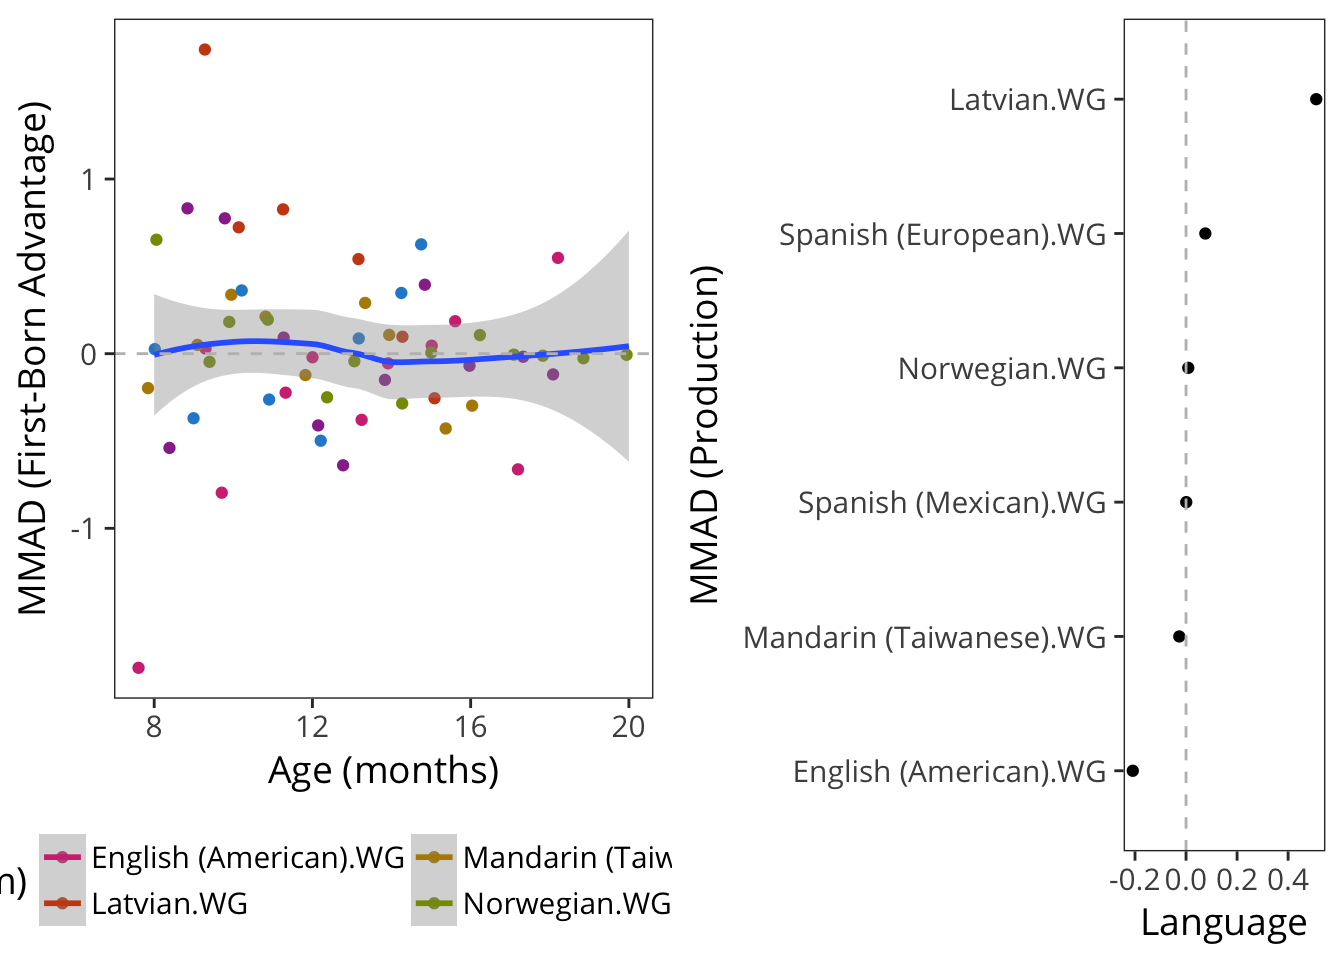 MMAD (First-Born Advantage)
1
0
-1
8 12 16 20
Age (months)
English (American).WG
Mandarin (Taiw
n)
Latvian.WG
Norwegian.WG
MMAD (Production)
Latvian.WG
Spanish (European).WG
Norwegian.WG
Spanish (Mexican).WG
Mandarin (Taiwanese).WG
English (American).WG
-0.2 0.0 0.2 0.4
Language